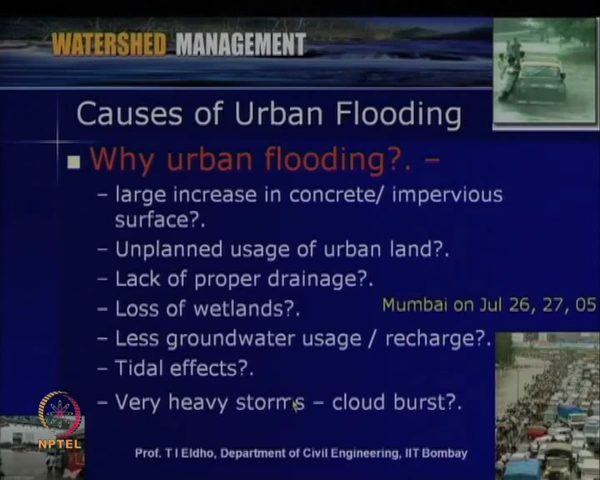 WATERSHED MANAGEMENT
Causes of Urban Flooding
Why urban flooding?. –
– large increase in concrete/ impervious
surface?.
– Unplanned usage of urban land?.
– Lack of proper drainage?.
– Loss of wetlands?.
Mumbai on Jul 26, 27, 05
– Less groundwater usage / recharge?.
– Tidal effects?.
– Very heavy storms – cloud burst?.
NPTEL
Prof. T I Eldho, Department of Civil Engineering, IIT Bombay